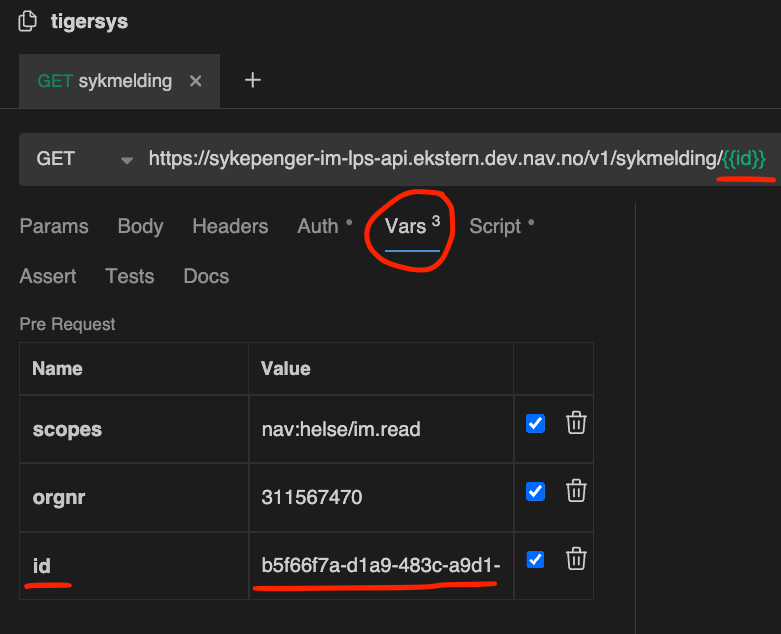 tigersys
GET sykmelding
GET https://sykepenger-im-lps-api.ekstern.dev.nav.no/v1/sykmelding/{{id}}
Params Body Headers Auth Vars 3 Script
Assert Tests Docs
Pre Request
Name Value
scopes nav:helse/im.read
orgnr 311567470
id b5f66f7a-d1a9-483c-a9d1-